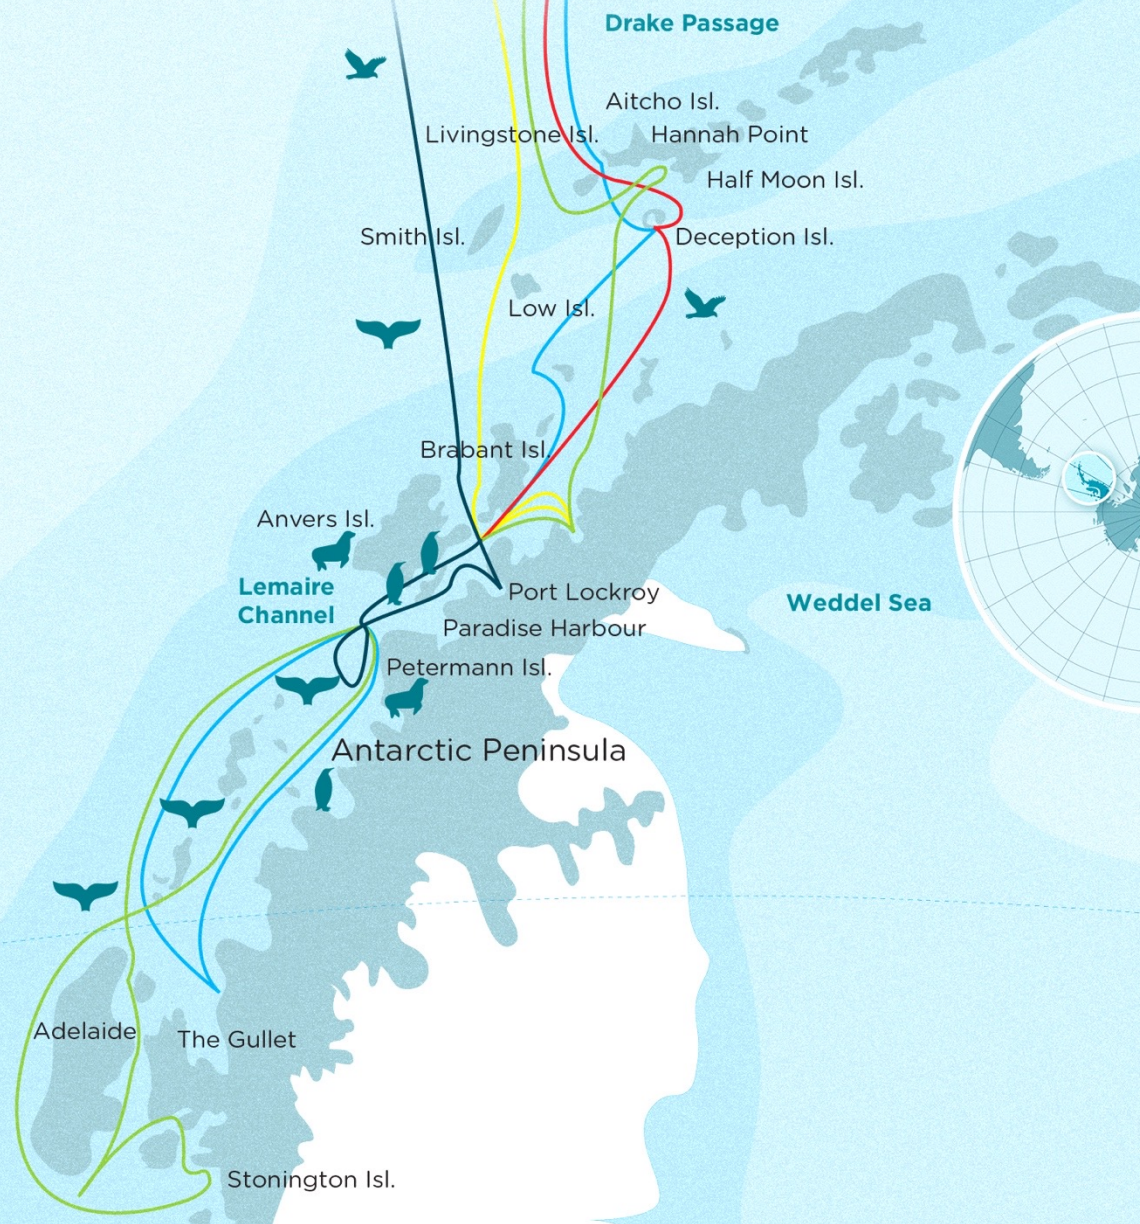 Drake Passage
Aitcho Isl.
Livingstone Isl.
Hannah Point
Half Moon Isl.
Smith Isl.
Deception Isl.
Low Isl.
Brabant Isl.
Anvers Isl.
Lemaire
Channel
Port Lockroy
Weddel Sea
Paradise Harbour
Petermann Isl.
Antarctic Peninsula
Adelaide
The Gullet
Stonington Isl.